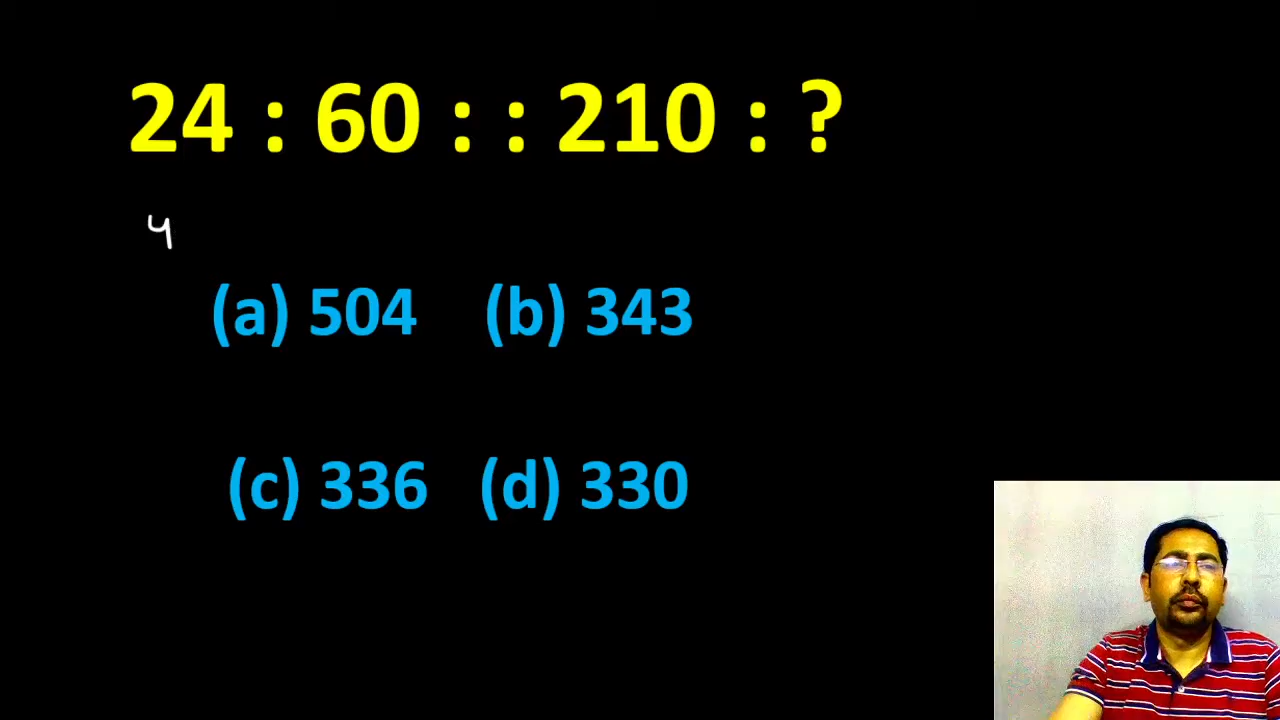 24 : 60 : : 210 : ?
4
(a) 504 (b) 343
(c) 336 (d) 330